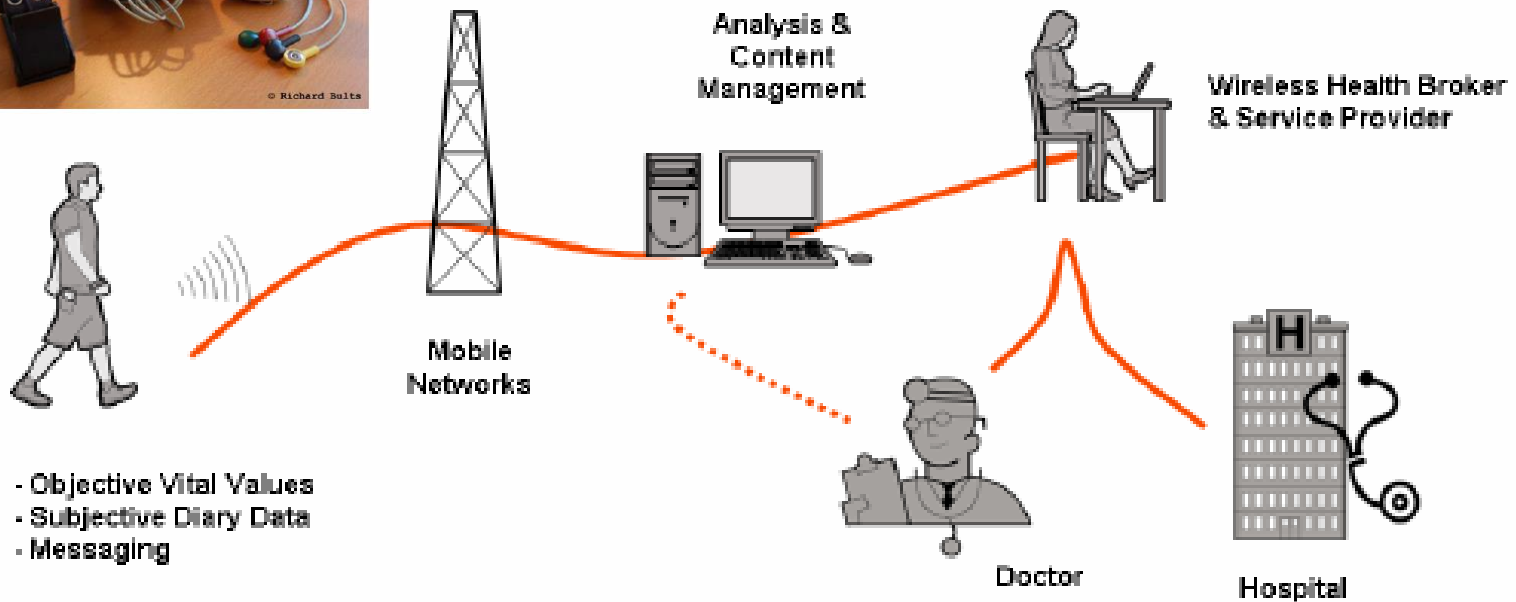 © Richard Bults
Analysis &
Content
Management
Wireless Health Broker
& Service Provider
Mobile
Networks
H
- Objective Vital Values
- Subjective Diary Data
- Messaging
Doctor
Hospital